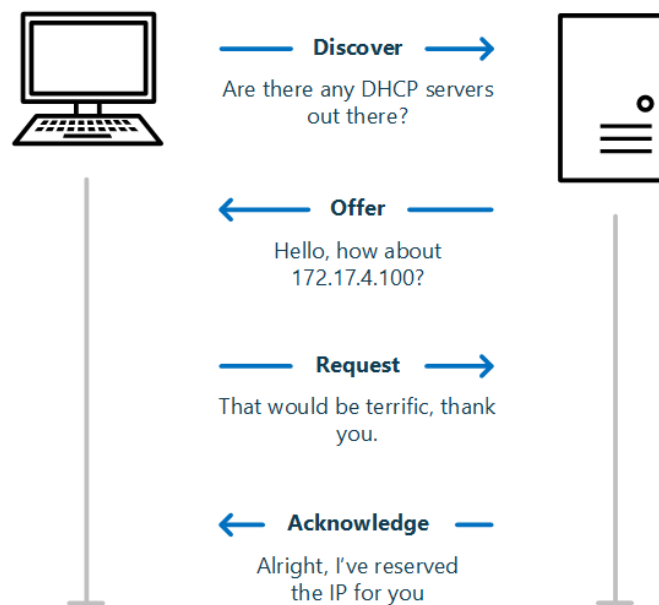 Discover
Are there any DHCP servers
out there?
Offer
Hello, how about
172.17.4.100?
Request
That would be terrific, thank
you.
Acknowledge
Alright, I’ve reserved
the IP for you